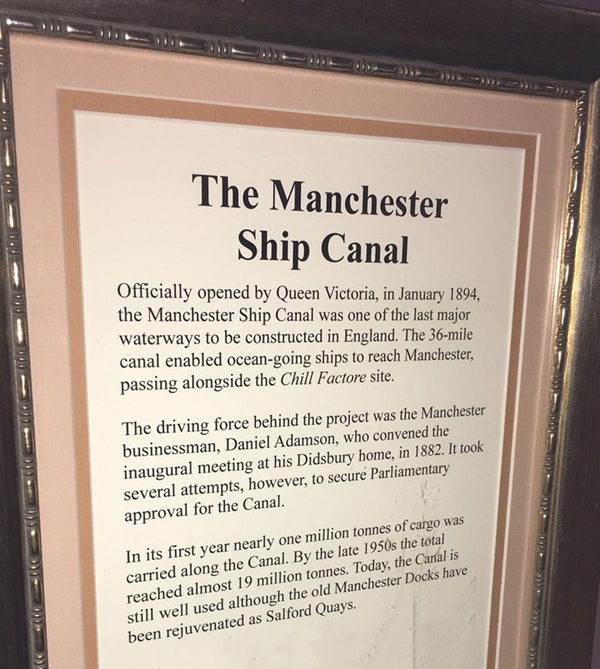 The Manchester
Ship Canal
Officially opened by Queen Victoria, in January 1894,
the Manchester Ship Canal was one of the last major
waterways to be constructed in England. The 36-mile
canal enabled ocean-going ships to reach Manchester,
passing alongside the Chill Factore site.
The driving force behind the project was the Manchester
businessman, Daniel Adamson, who convened the
inaugural meeting at his Didsbury home, in 1882. It took
several attempts, however, to secure Parliamentary
approval for the Canal.
In its first year nearly one million tonnes of cargo was
carried along the Canal. By the late 1950s the total
reached almost 19 million tonnes. Today, the Canal is
still well used although the old Manchester Docks have
been rejuvenated as Salford Quays.